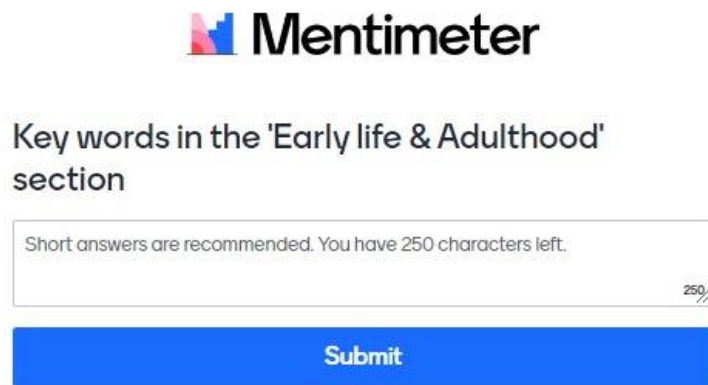 Mentimeter
Key words in the 'Early life & Adulthood'
section
Short answers are recommended. You have 250 characters left.
250
Submit